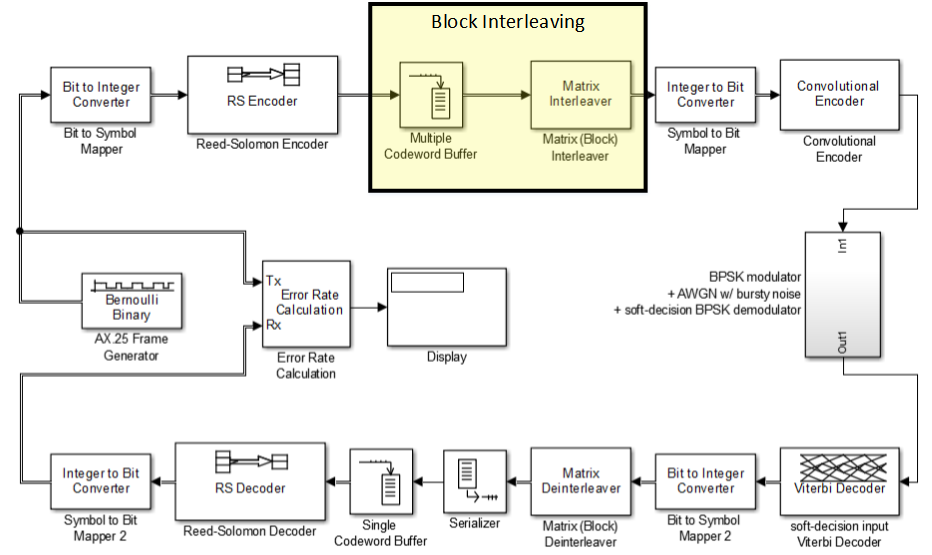 Block Interleaving
Bit to Integer
Converter
Bit to Symbol
Mapper
RS Encoder
Reed-Solomon Encoder
Multiple
Codeword Buffer
Matrix
Interleaver
Matrix (Block)
Interleaver
Integer to Bit
Converter
Symbol to Bit
Mapper
Convolutional
Encoder
Convolutional
Encoder
Bernoulli
Binary
AX.25 Frame
Generator
Tx
Error Rate
Calculation
Rx
Error Rate
Calculation
Display
BPSK modulator
+ AWGN w/ bursty noise
+ soft-decision BPSK demodulator
In1
Out1
Integer to Bit
Converter
Symbol to Bit
Mapper 2
RS Decoder
Reed-Solomon Decoder
Single
Codeword Buffer
Serializer
Matrix
Deinterleaver
Matrix (Block)
Deinterleaver
Bit to Integer
Converter
Bit to Symbol
Mapper 2
Viterbi Decoder
soft-decision input
Viterbi Decoder